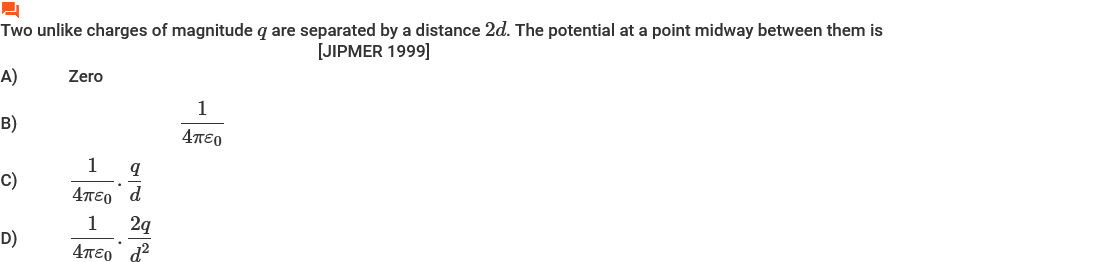 Two unlike charges of magnitude q are separated by a distance 2d. The potential at a point midway between them is
[JIPMER 1999]
A) Zero
B) \frac{1}{4\pi\varepsilon_0}
C) \frac{1}{4\pi\varepsilon_0} . \frac{q}{d}
D) \frac{1}{4\pi\varepsilon_0} . \frac{2q}{d^2}